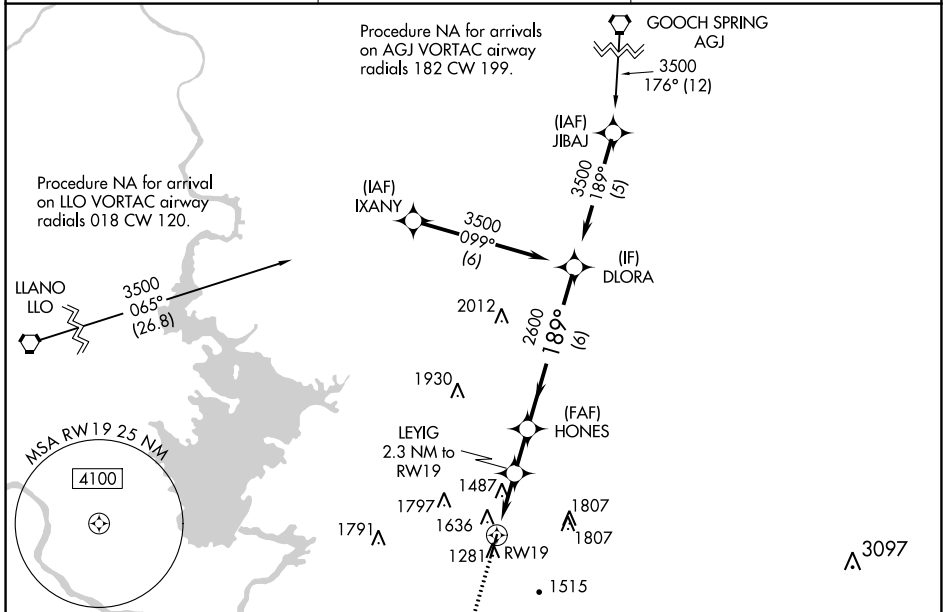 Procedure NA for arrivals
on AGJ VORTAC airway
radials 182 CW 199.
GOOCH SPRING
AGJ
3500
176° (12)
(IAF)
JIBAJ
3500
189°
(5)
Procedure NA for arrival
on LLO VORTAC airway
radials 018 CW 120.
(IAF)
IXANY
3500
099°
(6)
(IF)
DLORA
LLANO
LLO
3500
065°
(26.8)
2012
2600
189°
(6)
1930
(FAF)
HONES
LEYIG
2.3 NM to
RW19
MSA RW19 25 NM
4100
1487
1797
1636
1807
1807
1791
1281
RW19
3097
1515